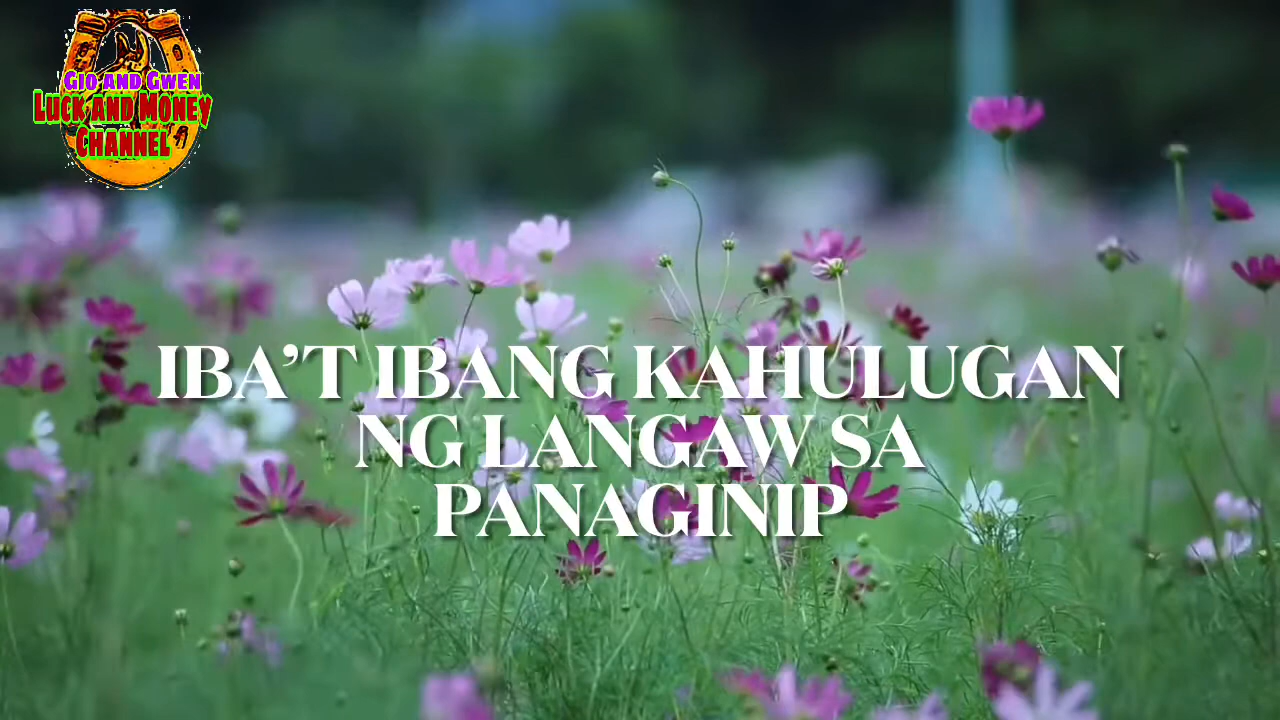 Gio and Gwen
Luck and Money
Channel
IBA'T IBANG KAHULUGAN
NG LANGAW SA
PANAGINIP